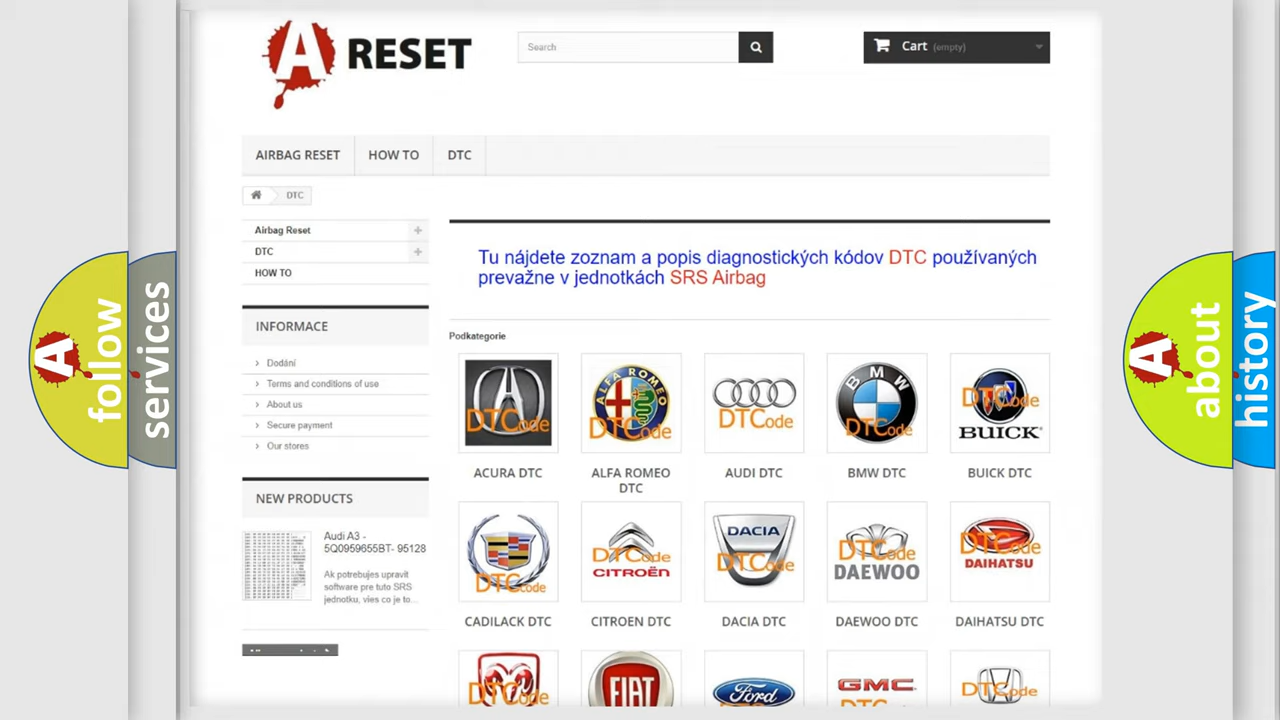 A RESET
Search
Cart (empty)
AIRBAG RESET
HOW TO
DTC
DTC
Airbag Reset
DTC
HOW TO
Tu nájdete zoznam a popis diagnostických kódov DTC používaných
prevažne v jednotkách SRS Airbag
INFORMACE
Dodání
Terms and conditions of use
About us
Secure payment
Our stores
NEW PRODUCTS
Audi A3 -
5Q0959655BT- 95128
Ak potrebujes upravit
software pre tuto SRS
jednotku, vies co je to...
Podkategorie
DTCode
ALFA ROMEO
DTCode
DTCode
BMW
DTCode
DTCode
BUICK
ACURA DTC
ALFA ROMEO
DTC
AUDI DTC
BMW DTC
BUICK DTC
DTCode
DTCode
CITROËN
DACIA
DTCode
DTCode
DAEWOO
DTCode
DAIHATSU
CADILACK DTC
CITROEN DTC
DACIA DTC
DAEWOO DTC
DAIHATSU DTC
DTCode
FIAT
Ford
GMC
DTCode
A follow
services
A about
history